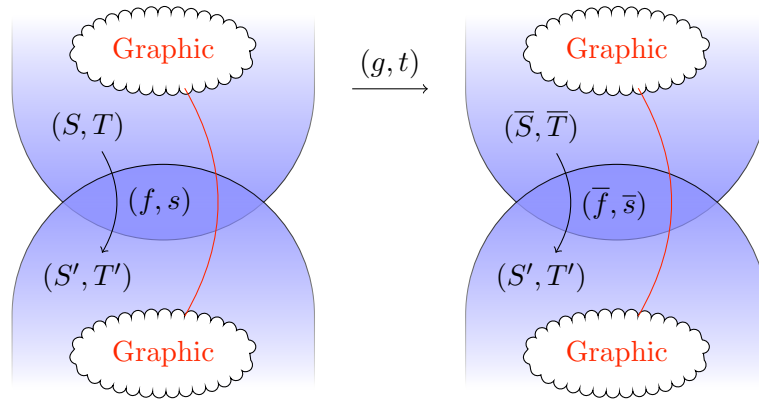 Graphic
(S, T)
(f, s)
(S′, T′)
Graphic
(g, t)
Graphic
(S̅, T̅)
(f̅, s̅)
(S′, T′)
Graphic